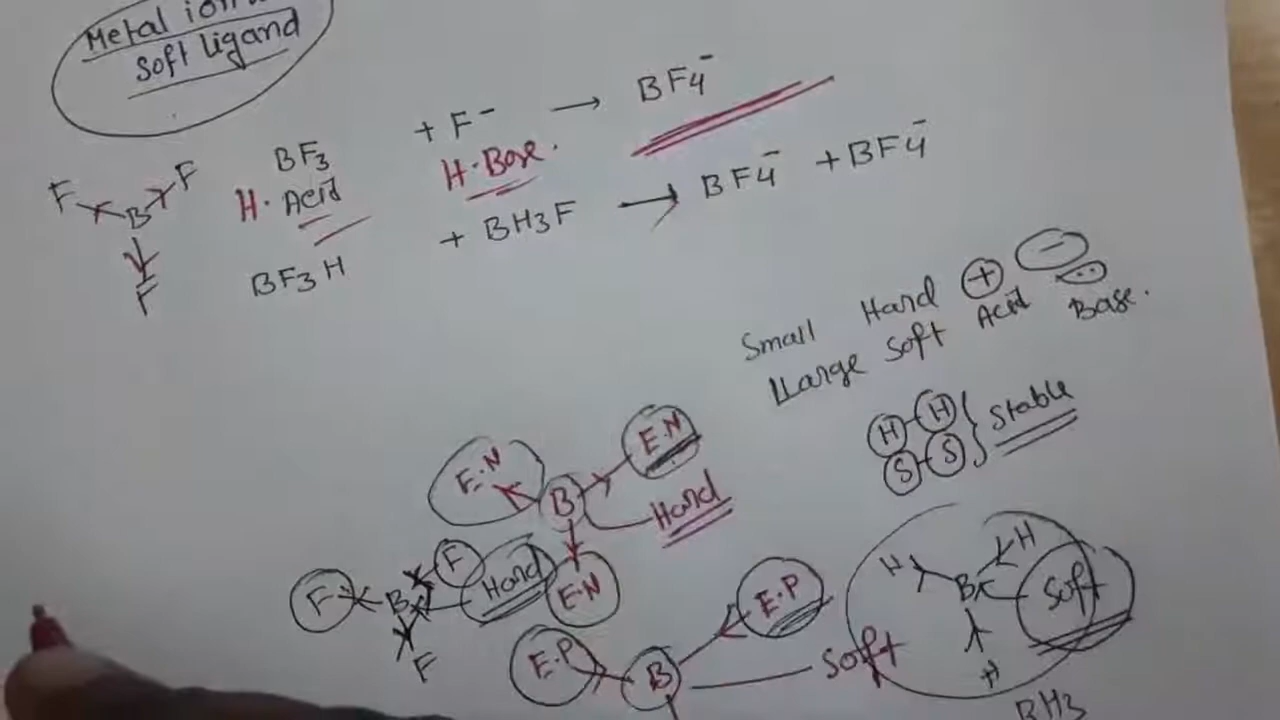 Metal ion
Soft ligand
BF3 + F⁻ → BF4⁻
H. Acid H. Base.
F B F
F
BF3H + BH3F → BF4⁻ + BF4⁻
Small Hard + −
Large Soft Acid Base.
H-H
S-S } Stable
E.N B E.N
Hard
E.N
F B F Hard
F
E.P
E.P B Soft
H B H Soft
H
BH3